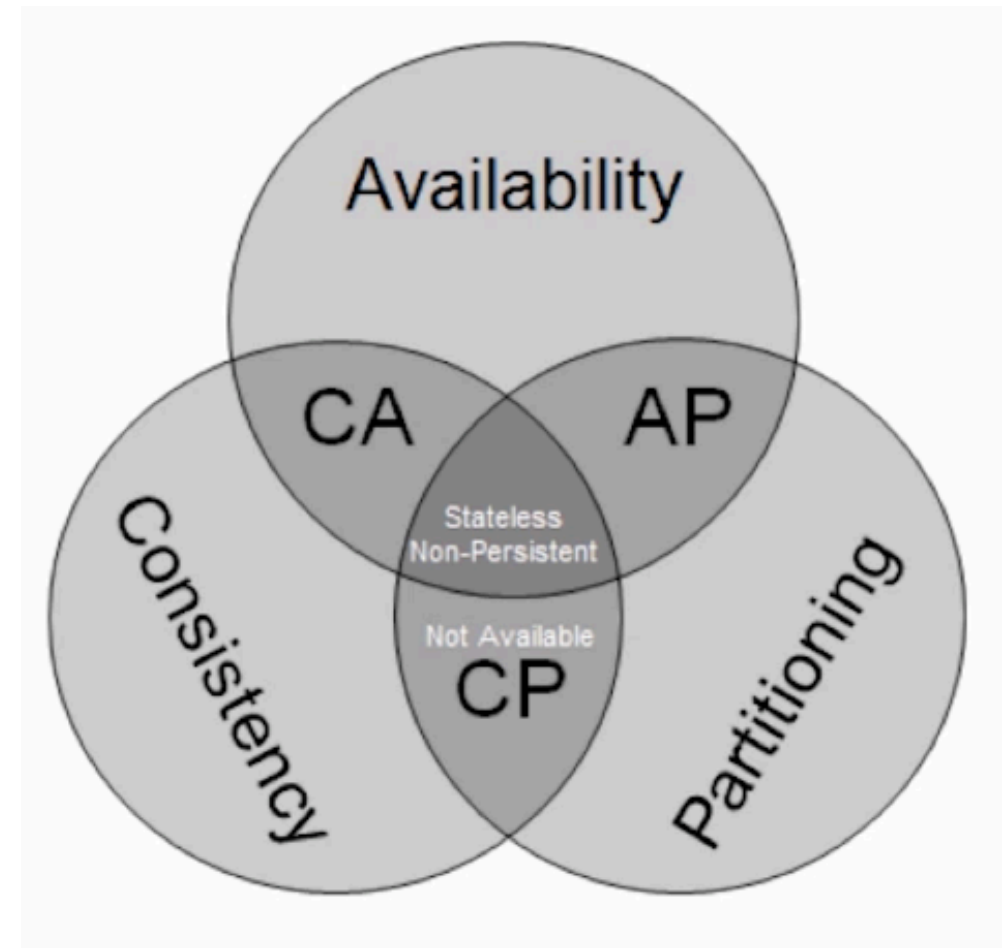 Availability
CA
AP
Stateless
Non-Persistent
Consistency
Not Available
CP
Partitioning